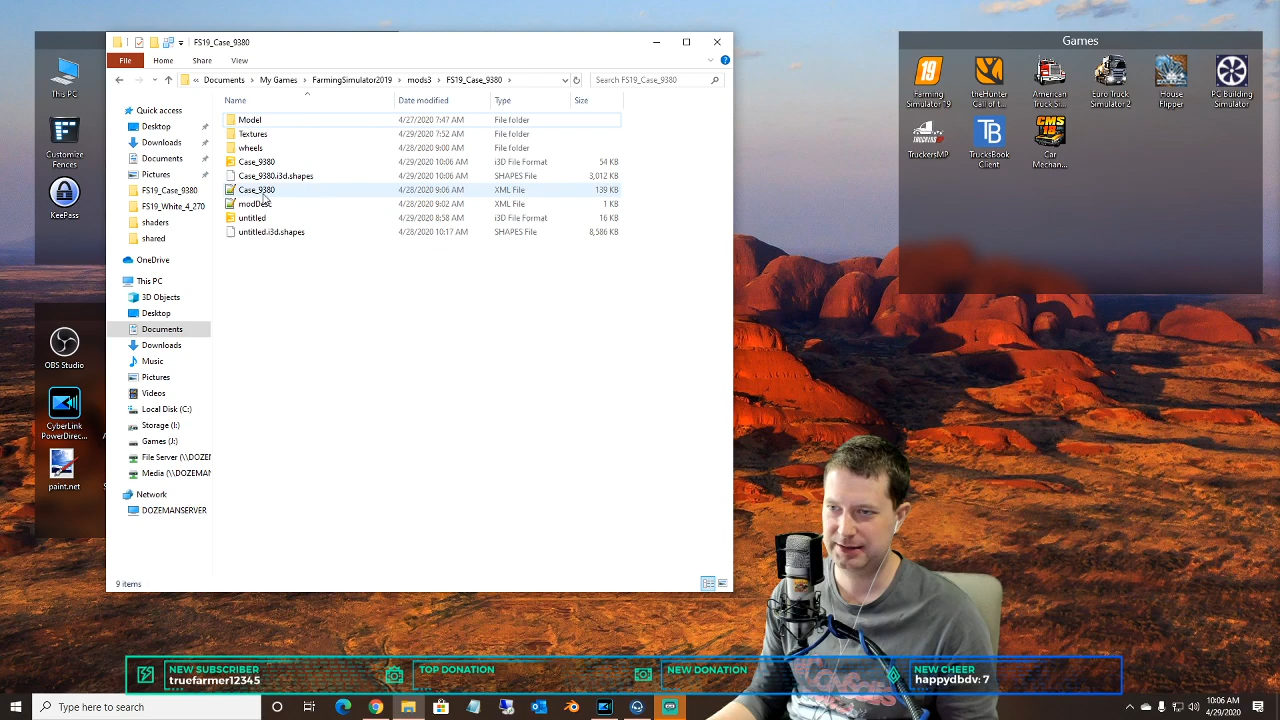 FS19_Case_9380
File Home Share View
« Documents > My Games > FarmingSimulator2019 > mods3 > FS19_Case_9380 >
Search FS19_Case_9380
Name Date modified Type Size
Model 4/27/2020 7:47 AM File folder
Textures 4/29/2020 7:52 AM File folder
wheels 4/28/2020 9:00 AM File folder
Case_9380 4/29/2020 10:06 AM i3D File Format 54 KB
Case_9380.i3d.shapes 4/29/2020 10:06 AM SHAPES File 3,012 KB
Case_9380 4/28/2020 9:06 AM XML File 139 KB
modDesc 4/28/2020 9:02 AM XML File 1 KB
untitled 4/29/2020 8:58 AM i3D File Format 16 KB
untitled.i3d.shapes 4/28/2020 10:17 AM SHAPES File 8,586 KB
Quick access
Desktop
Downloads
Documents
Pictures
FS19_Case_9380
FS19_White_4_270
shaders
shared
OneDrive
This PC
3D Objects
Desktop
Documents
Downloads
Music
Pictures
Videos
Local Disk (C:)
Storage (I:)
Games (J:)
File Server (\\DOZEM
Media (\\DOZEMAN
Network
DOZEMANSERVER
9 items
This PC
Customize
Fences
KeePass
OBS Studio
CyberLink
PowerDirec...
paint.net
Games
19
Farming
Simulator 19
theHunter
Call of t...
American
Truck Si...
Euro Truck
Simulator 2
House
Flipper
PC Building
Simulator
TruckersMP
TB
TrucksBook
Client
CMS
18
Car
Mechan...
NEW SUBSCRIBER
truefarmer12345
TOP DONATION
NEW DONATION
NEW CHEER
happydbdv: 7
Type here to search
10:06 AM
4/29/2020